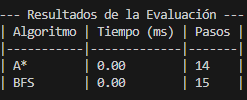 --- Resultados de la Evaluación ---
| Algoritmo | Tiempo (ms) | Pasos |
|-----------|-------------|-------|
| A* | 0.00 | 14
| BFS | 0.00 | 15